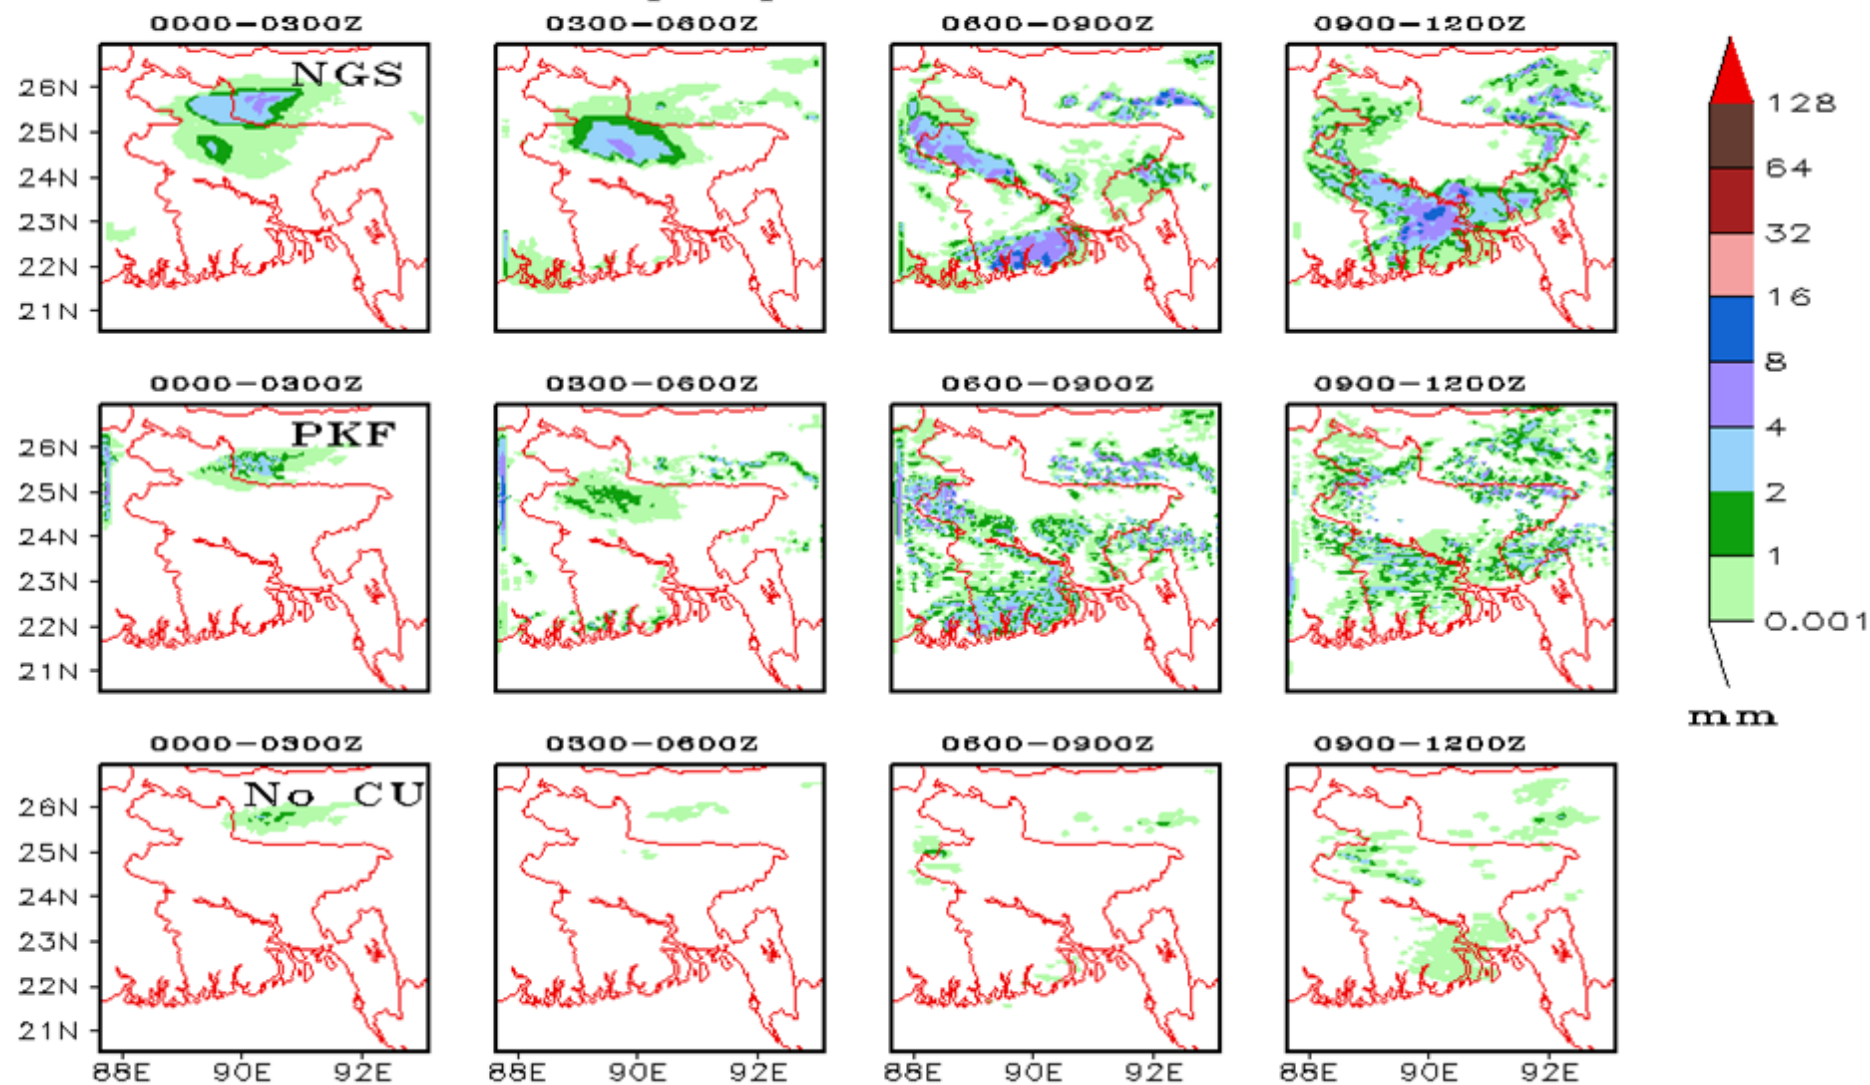 0000-0300Z 0300-0600Z 0600-0900Z 0900-1200Z
NGS
26N
25N
24N
23N
22N
21N
0000-0300Z 0300-0600Z 0600-0900Z 0900-1200Z
PKF
26N
25N
24N
23N
22N
21N
0000-0300Z 0300-0600Z 0600-0900Z 0900-1200Z
No CU
26N
25N
24N
23N
22N
21N
88E 90E 92E 88E 90E 92E 88E 90E 92E 88E 90E 92E
128
64
32
16
8
4
2
1
0.001
mm